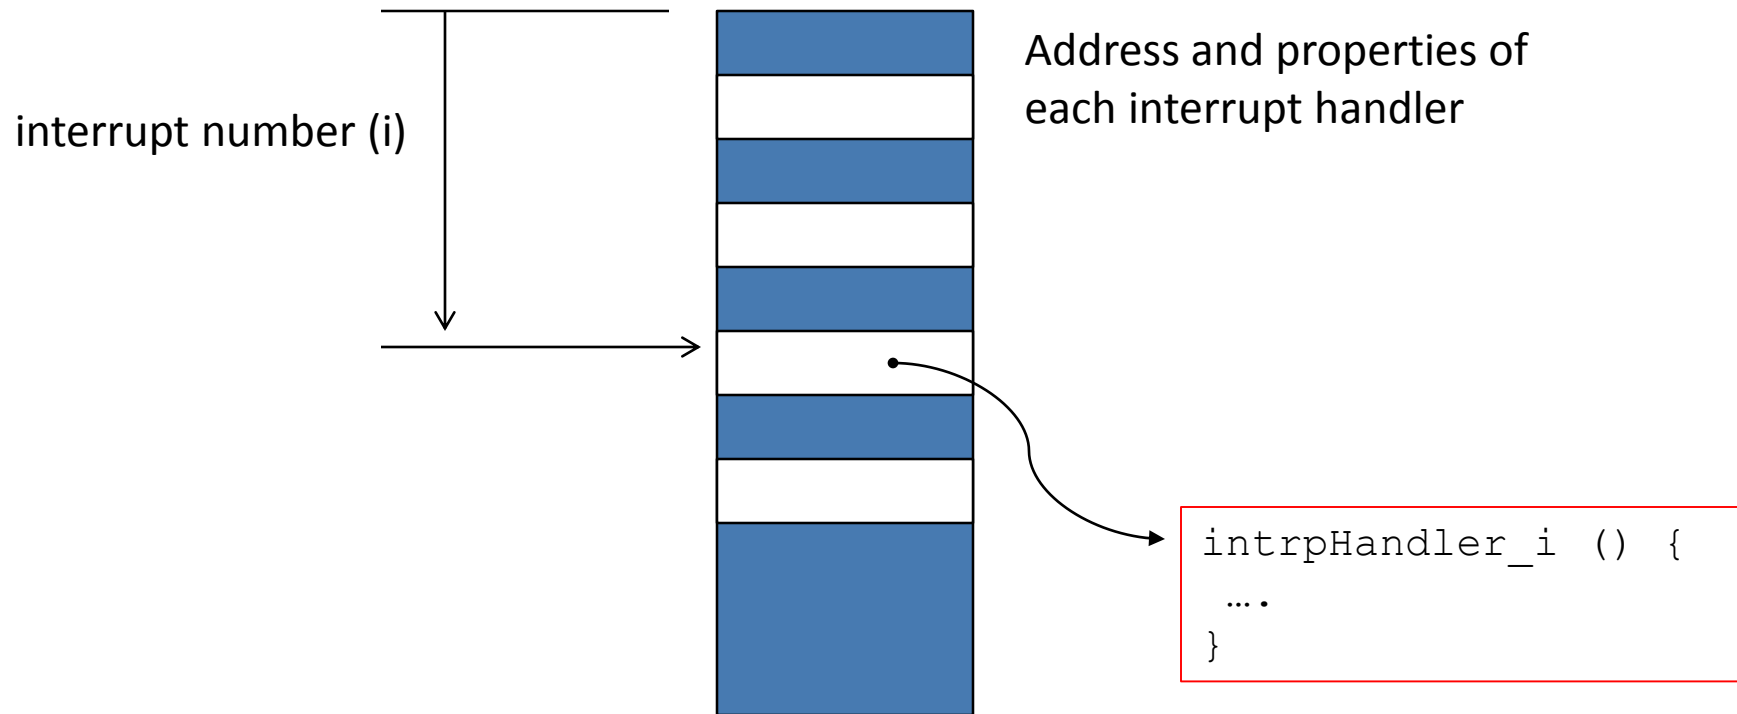 Address and properties of
each interrupt handler
interrupt number (i)
intrpHandler_i () {
….
}